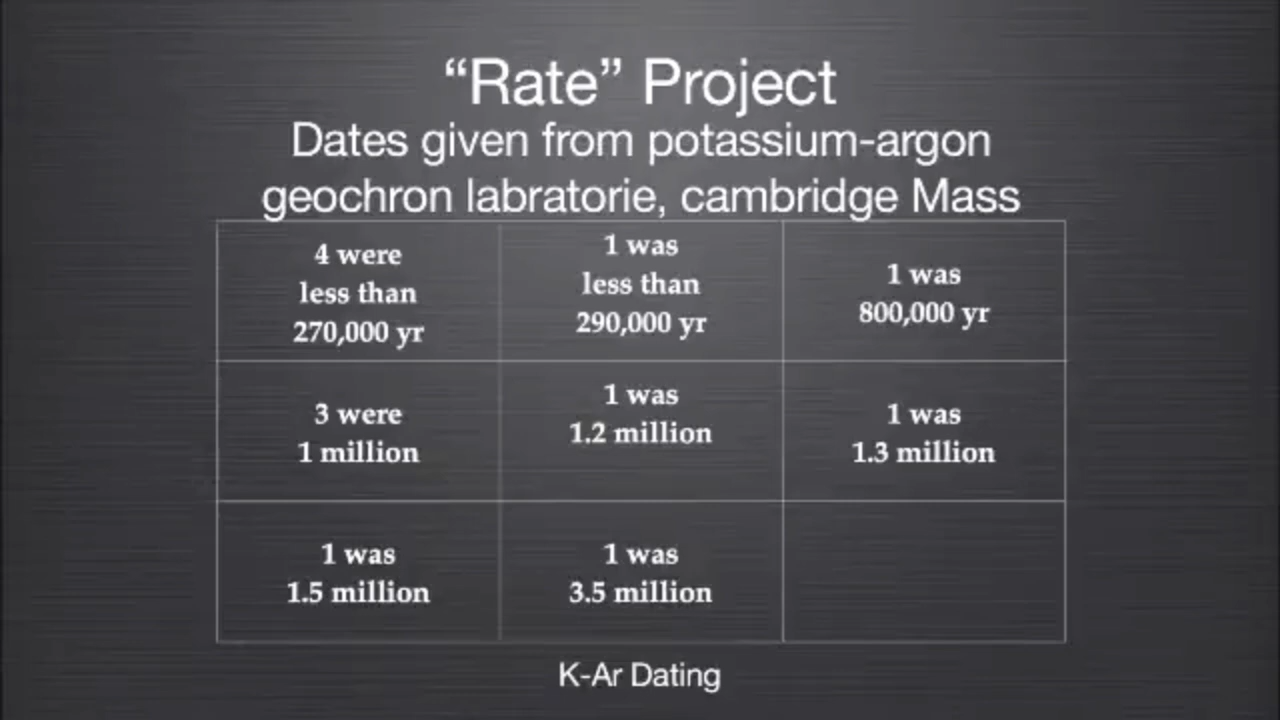 “Rate” Project
Dates given from potassium-argon
geochron labratorie, cambridge Mass
4 were
less than
270,000 yr
1 was
less than
290,000 yr
1 was
800,000 yr
3 were
1 million
1 was
1.2 million
1 was
1.3 million
1 was
1.5 million
1 was
3.5 million
K-Ar Dating